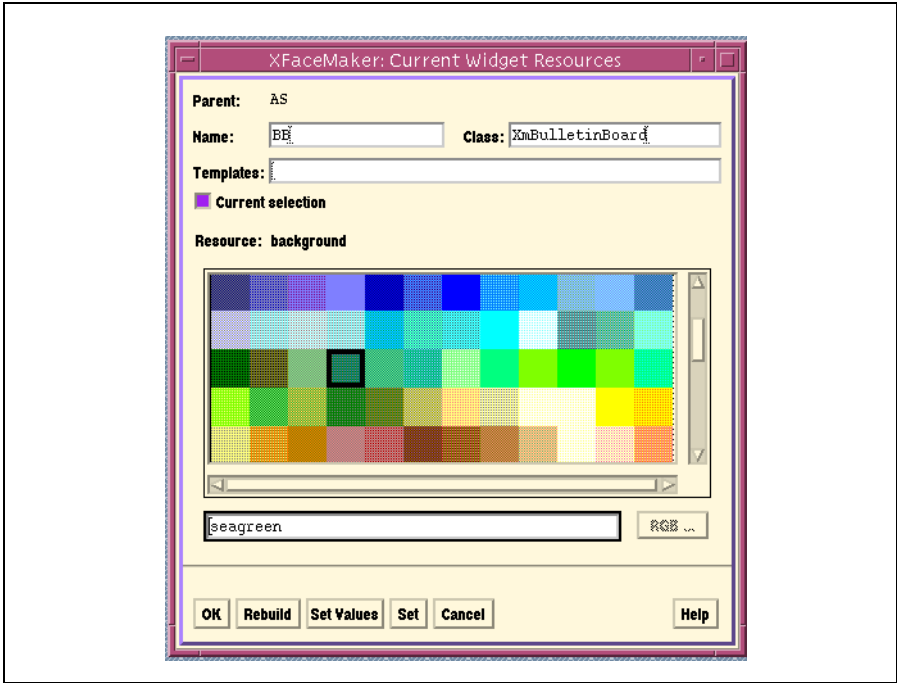 XFaceMaker: Current Widget Resources
Parent: AS
Name: BB Class: XmBulletinBoard
Templates:
Current selection
Resource: background
seagreen RGB ...
OK Rebuild Set Values Set Cancel Help